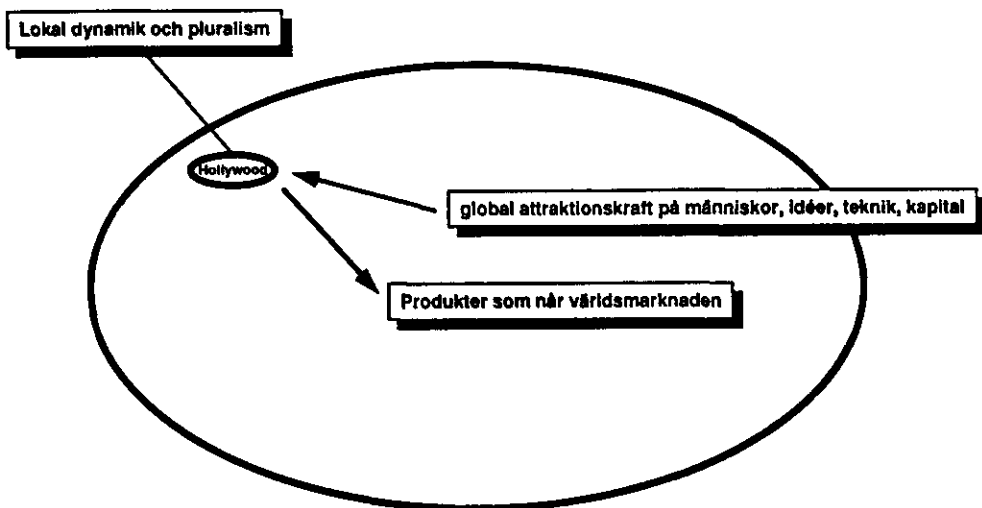 Lokal dynamik och pluralism
Hollywood
global attraktionskraft på människor, idéer, teknik, kapital
Produkter som når världsmarknaden